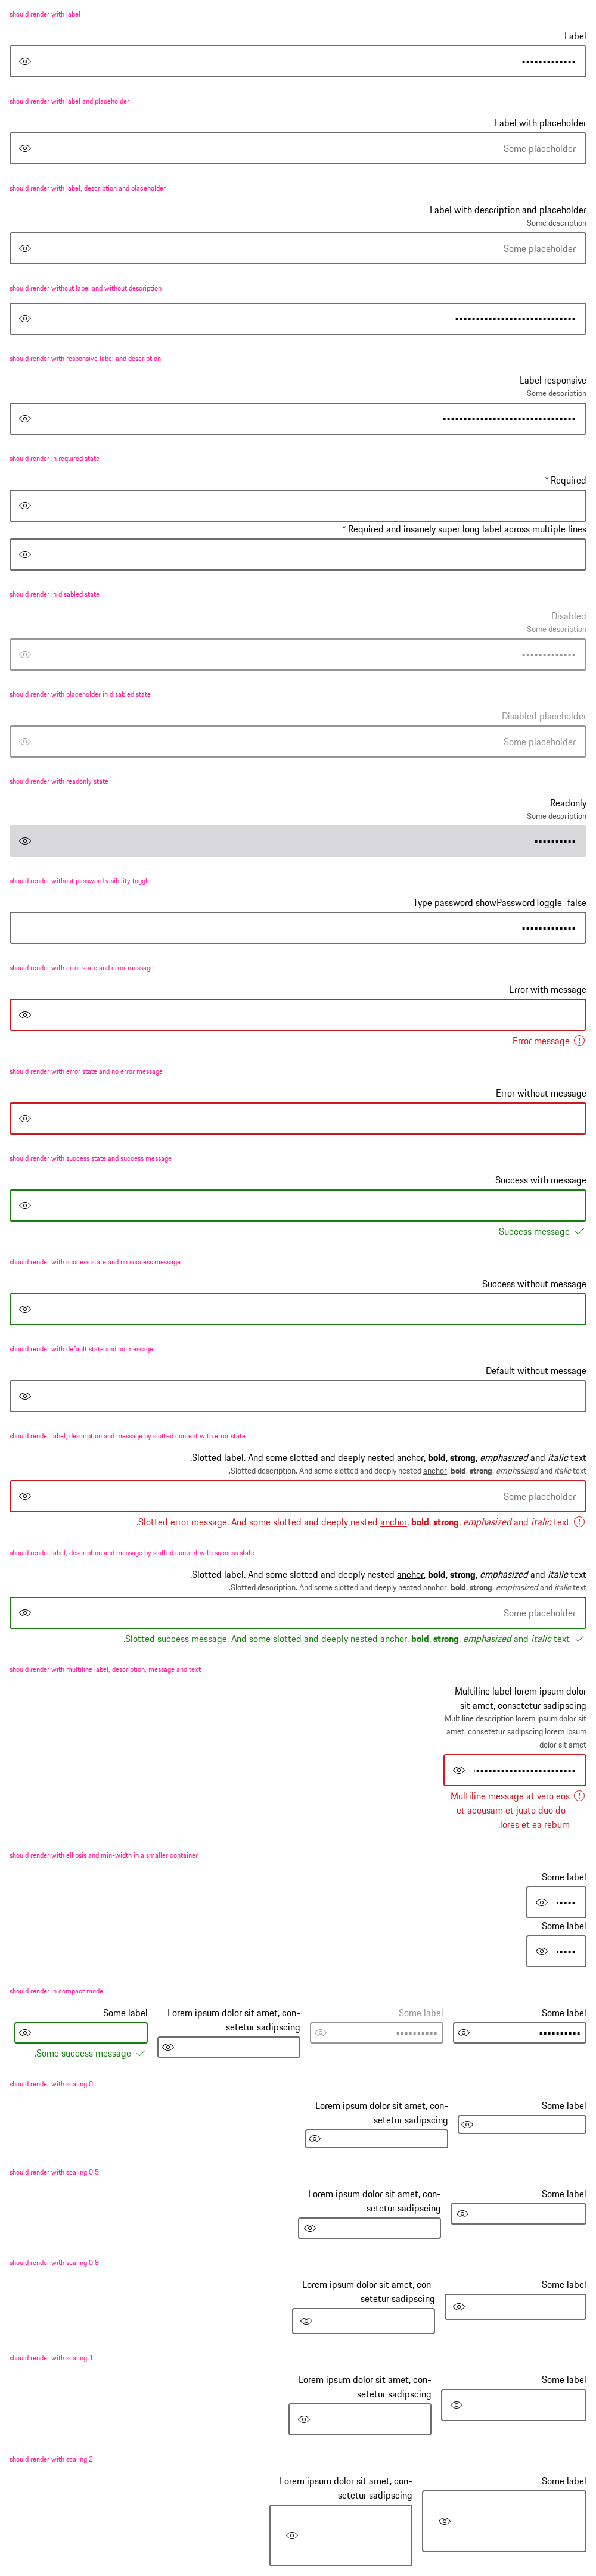 should render with label
Label
•••••••••••••
should render with label and placeholder
Label with placeholder
Some placeholder
should render with label, description and placeholder
Label with description and placeholder
Some description
Some placeholder
should render without label and without description
should render with responsive label and description
Label responsive
Some description
should render in required state
* Required
* Required and insanely super long label across multiple lines
should render in disabled state
Disabled
Some description
should render with placeholder in disabled state
Disabled placeholder
Some placeholder
should render with readonly state
Readonly
Some description
should render without password visibility toggle
Type password showPasswordToggle=false
should render with error state and error message
Error with message
Error message
should render with error state and no error message
Error without message
should render with success state and success message
Success with message
Success message
should render with success state and no success message
Success without message
should render with default state and no message
Default without message
should render label, description and message by slotted content with error state
.Slotted label. And some slotted and deeply nested anchor, bold, strong, emphasized and italic text
.Slotted description. And some slotted and deeply nested anchor, bold, strong, emphasized and italic text
Some placeholder
.Slotted error message. And some slotted and deeply nested anchor, bold, strong, emphasized and italic text
should render label, description and message by slotted content with success state
.Slotted label. And some slotted and deeply nested anchor, bold, strong, emphasized and italic text
.Slotted description. And some slotted and deeply nested anchor, bold, strong, emphasized and italic text
Some placeholder
.Slotted success message. And some slotted and deeply nested anchor, bold, strong, emphasized and italic text
should render with multiline label, description, message and text
Multiline label lorem ipsum dolor
sit amet, consetetur sadipscing
Multiline description lorem ipsum dolor sit
amet, consetetur sadipscing lorem ipsum
dolor sit amet
Multiline message at vero eos
et accusam et justo duo do-
.lores et ea rebum
should render with ellipsis and min-width in a smaller container
Some label
Some label
should render in compact mode
Some label
Lorem ipsum dolor sit amet, con-
setetur sadipscing
Some label
Some label
.Some success message
should render with scaling 0
Lorem ipsum dolor sit amet, con-
setetur sadipscing
Some label
should render with scaling 0.5
Lorem ipsum dolor sit amet, con-
setetur sadipscing
Some label
should render with scaling 0.8
Lorem ipsum dolor sit amet, con-
setetur sadipscing
Some label
should render with scaling 1
Lorem ipsum dolor sit amet, con-
setetur sadipscing
Some label
should render with scaling 2
Lorem ipsum dolor sit amet, con-
setetur sadipscing
Some label